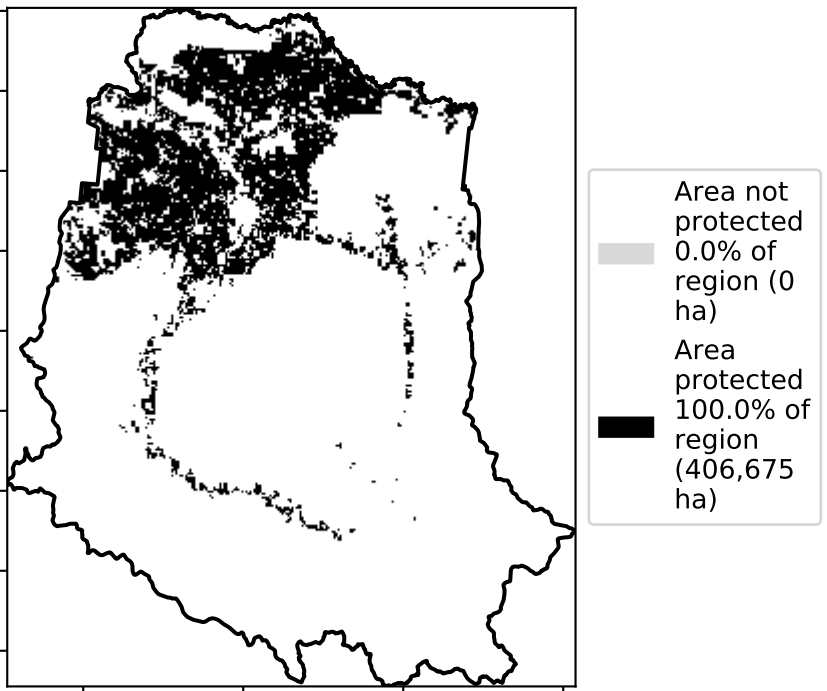 Area not
protected
0.0% of
region (0
ha)
Area
protected
100.0% of
region
(406,675
ha)